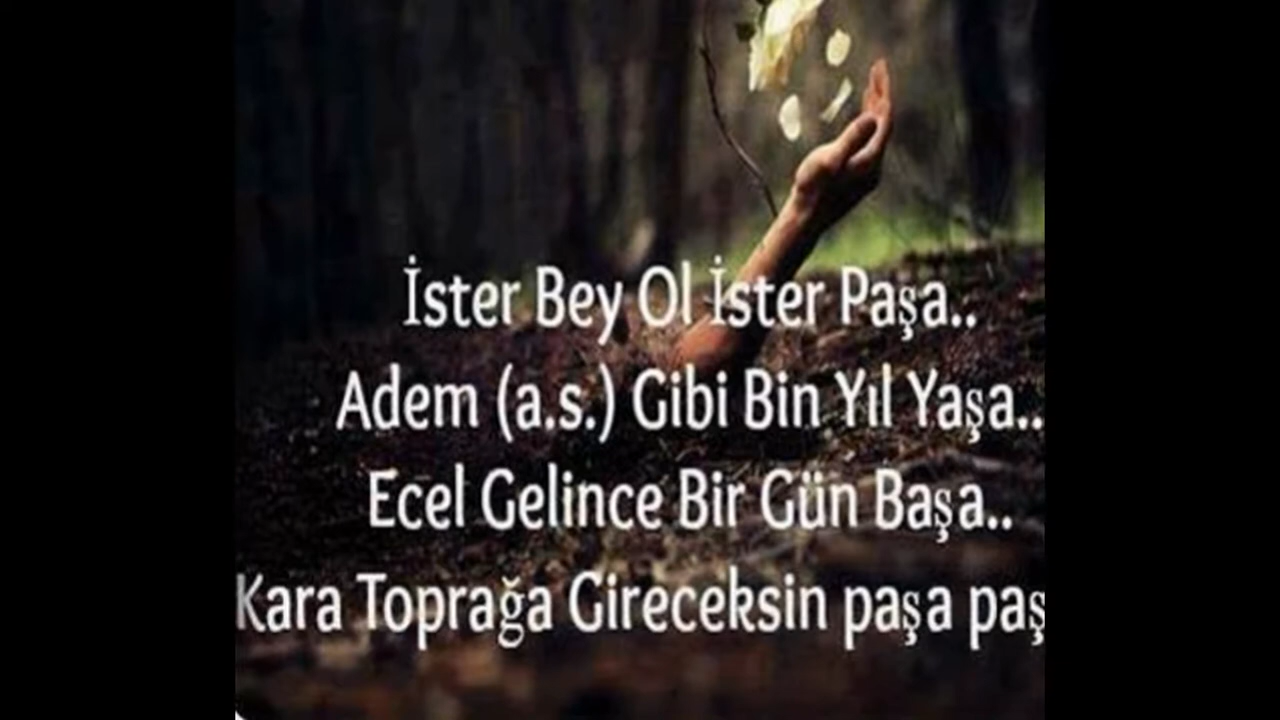 İster Bey Ol İster Paşa..
Adem (a.s.) Gibi Bin Yıl Yaşa..
Ecel Gelince Bir Gün Başa..
Kara Toprağa Gireceksin paşa paş